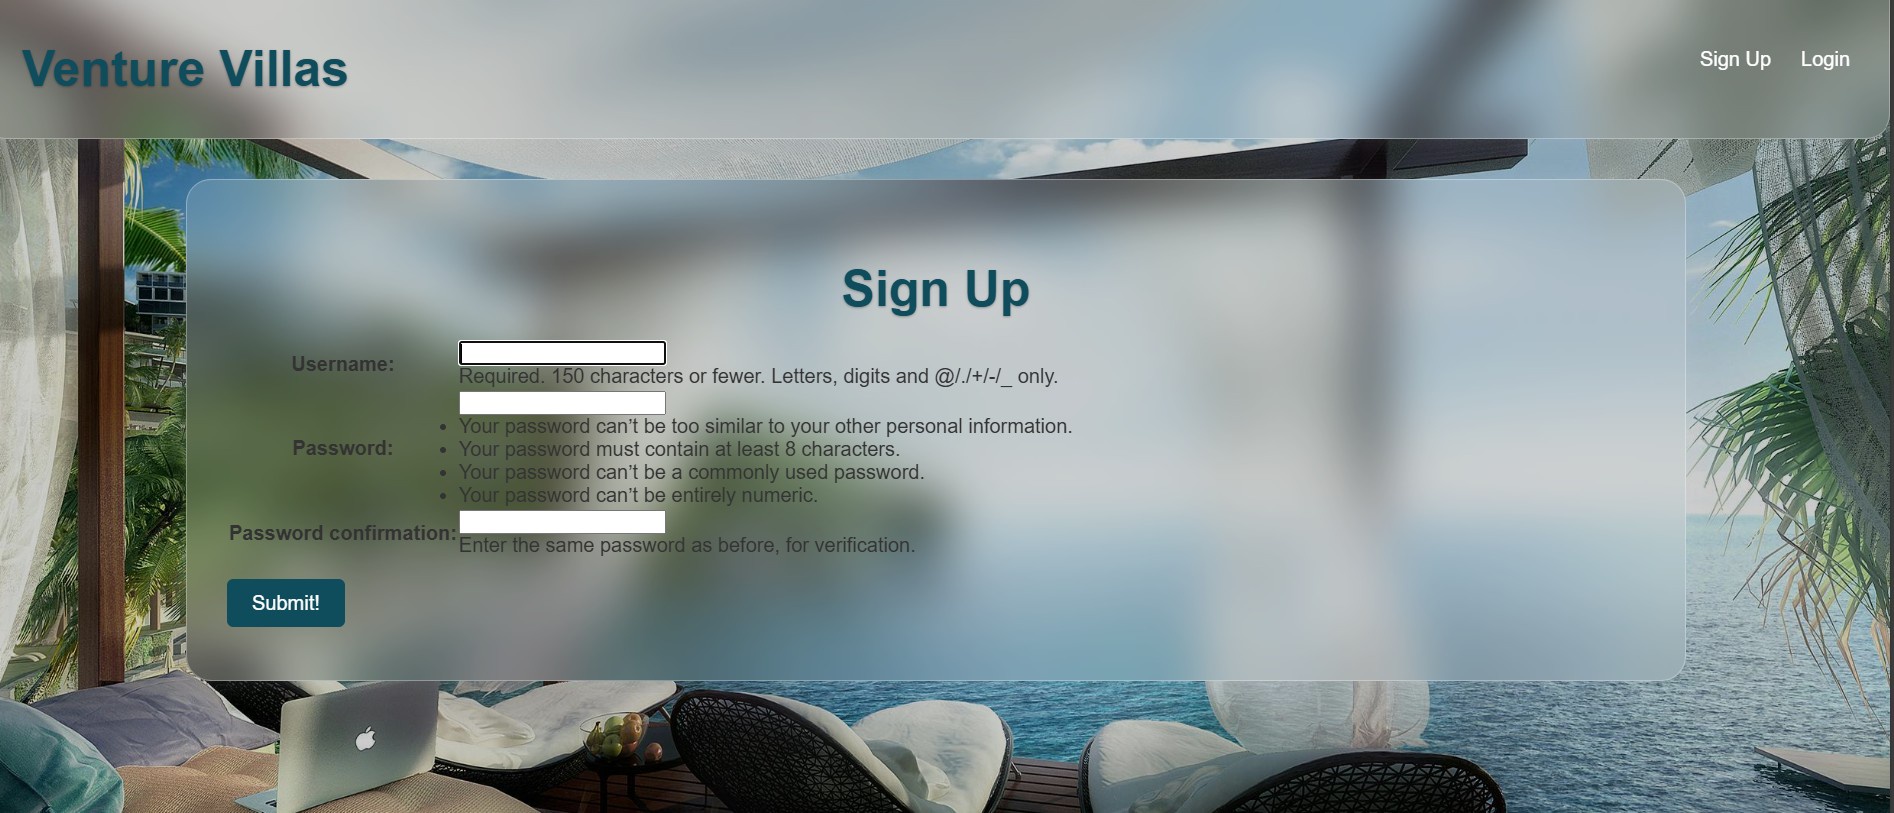 Venture Villas
Sign Up
Login
Sign Up
Username:
Required. 150 characters or fewer. Letters, digits and @/./+/-/_ only.
Password:
Your password can’t be too similar to your other personal information.
Your password must contain at least 8 characters.
Your password can’t be a commonly used password.
Your password can’t be entirely numeric.
Password confirmation:
Enter the same password as before, for verification.
Submit!